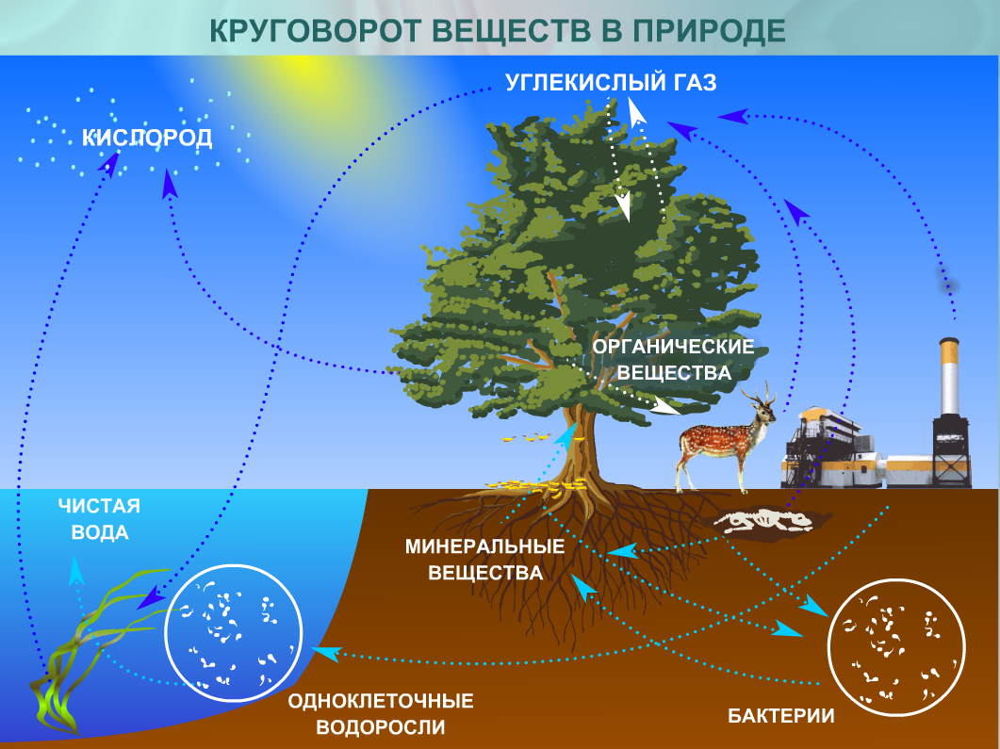 КРУГОВОРОТ ВЕЩЕСТВ В ПРИРОДЕ
УГЛЕКИСЛЫЙ ГАЗ
КИСЛОРОД
ОРГАНИЧЕСКИЕ
ВЕЩЕСТВА
ЧИСТАЯ
ВОДА
МИНЕРАЛЬНЫЕ
ВЕЩЕСТВА
ОДНОКЛЕТОЧНЫЕ
ВОДОРОСЛИ
БАКТЕРИИ